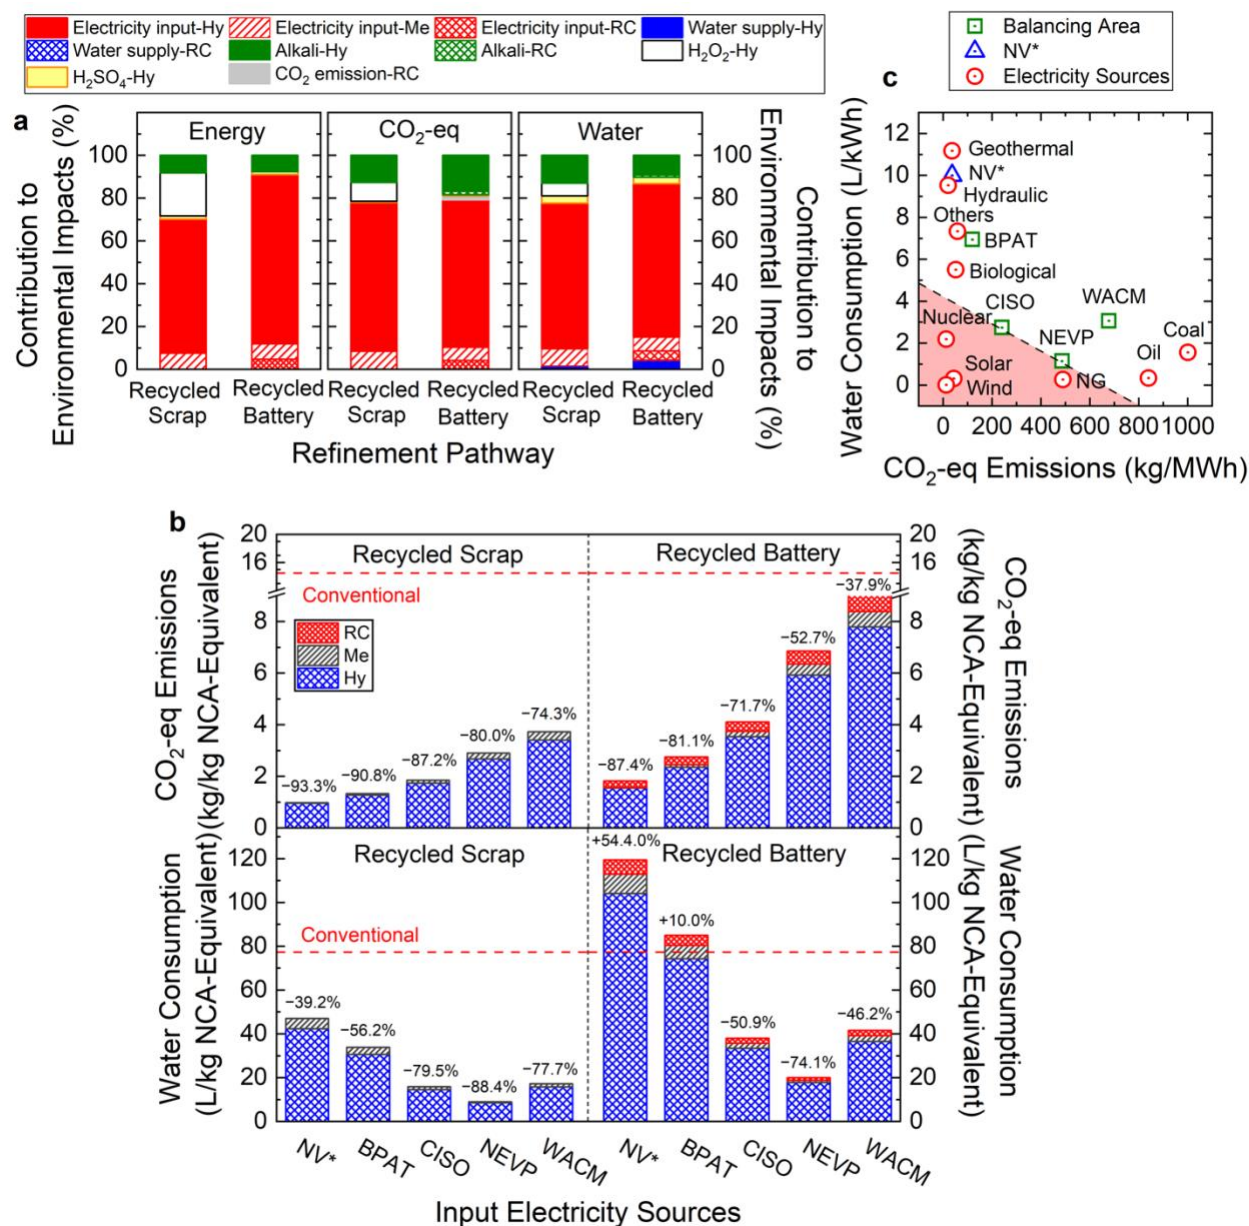 Electricity input-Hy Electricity input-Me Electricity input-RC Water supply-Hy
Water supply-RC Alkali-Hy Alkali-RC H₂O₂-Hy
H₂SO₄-Hy CO₂ emission-RC
a
Energy CO₂-eq Water
Contribution to
Environmental Impacts (%)
100
80
60
40
20
0
100
80
60
40
20
0
Contribution to
Environmental Impacts (%)
Recycled Scrap
Recycled Battery
Recycled Scrap
Recycled Battery
Recycled Scrap
Recycled Battery
Refinement Pathway
Balancing Area
NV*
Electricity Sources
c
Water Consumption (L/kWh)
12
10
8
6
4
2
0
Geothermal
NV*
Hydraulic
Others
BPAT
Biological
CISO
WACM
Nuclear
NEVP
Coal
Oil
Solar
NG
Wind
0 200 400 600 800 1000
CO₂-eq Emissions (kg/MWh)
b
CO₂-eq Emissions
(kg/kg NCA-Equivalent)
20
16
8
6
4
2
0
Recycled Scrap Recycled Battery
Conventional
RC
Me
Hy
−93.3%
−90.8%
−87.2%
−80.0%
−74.3%
−87.4%
−81.1%
−71.7%
−52.7%
−37.9%
20
16
8
6
4
2
0
CO₂-eq Emissions
(kg/kg NCA-Equivalent)
Water Consumption
(L/kg NCA-Equivalent)
120
100
80
60
40
20
0
Recycled Scrap Recycled Battery
Conventional
−39.2%
−56.2%
−79.5%
−88.4%
−77.7%
+54.4.0%
+10.0%
−50.9%
−74.1%
−46.2%
120
100
80
60
40
20
0
Water Consumption
(L/kg NCA-Equivalent)
NV* BPAT CISO NEVP WACM NV* BPAT CISO NEVP WACM
Input Electricity Sources